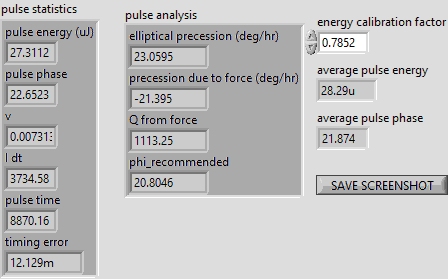 pulse statistics
pulse energy (uJ)
27.3112
pulse phase
22.6523
v
0.007313
I dt
3734.58
pulse time
8870.16
timing error
12.129m
pulse analysis
elliptical precession (deg/hr)
23.0595
precession due to force (deg/hr)
-21.395
Q from force
1113.25
phi_recommended
20.8046
energy calibration factor
0.7852
average pulse energy
28.29u
average pulse phase
21.874
SAVE SCREENSHOT